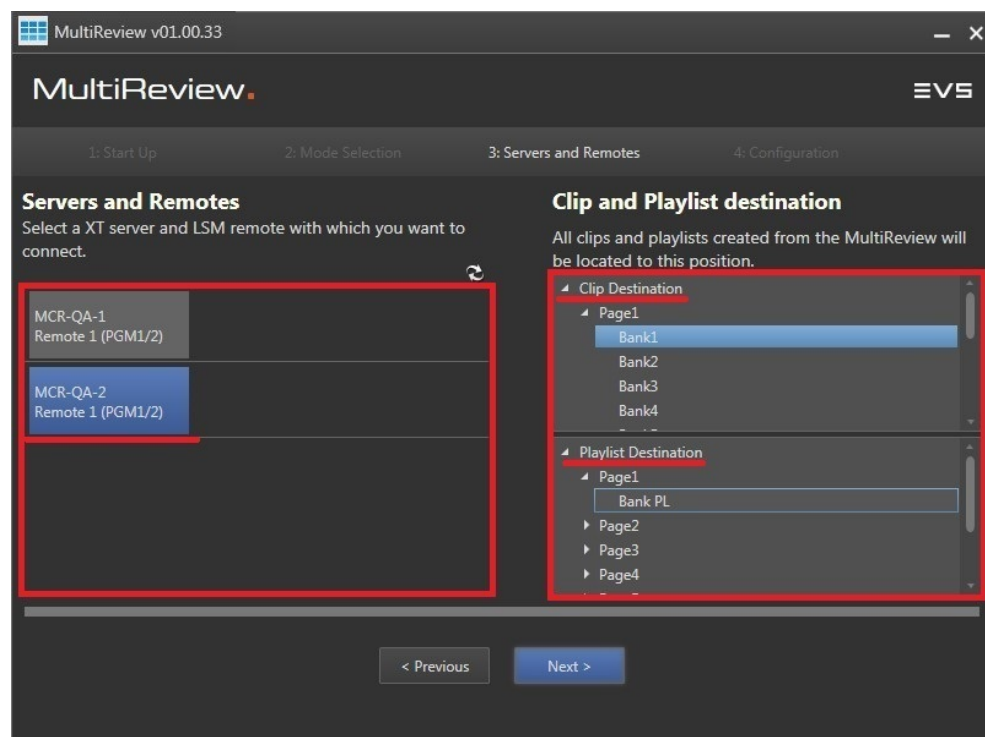 MultiReview v01.00.33
MultiReview.
EVS
1: Start Up
2: Mode Selection
3: Servers and Remotes
4: Configuration
Servers and Remotes
Select a XT server and LSM remote with which you want to
connect.
MCR-QA-1
Remote 1 (PGM1/2)
MCR-QA-2
Remote 1 (PGM1/2)
Clip and Playlist destination
All clips and playlists created from the MultiReview will
be located to this position.
Clip Destination
Page1
Bank1
Bank2
Bank3
Bank4
Playlist Destination
Page1
Bank PL
Page2
Page3
Page4
< Previous
Next >